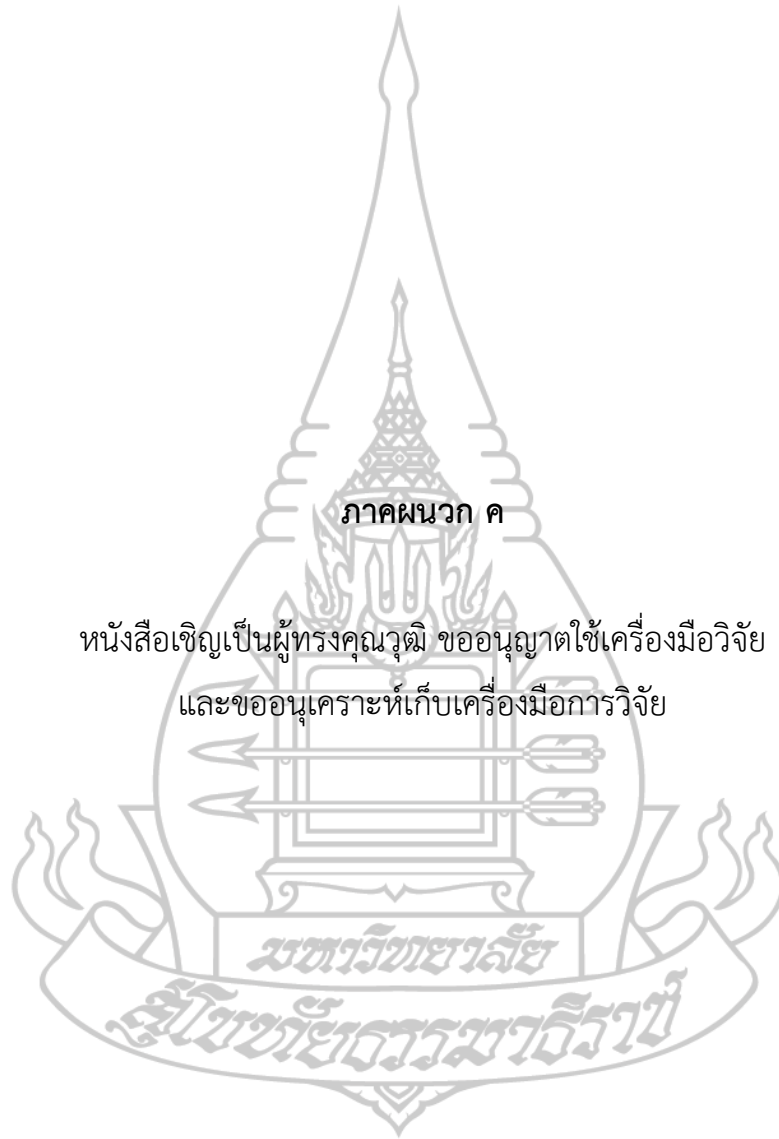 ภาคผนวก ค
หนังสือเชิญเป็นผู้ทรงคุณวุฒิ ขออนุญาตใช้เครื่องมือวิจัย
และขออนุเคราะห์เก็บเครื่องมือการวิจัย
มหาวิทยาลัย
สุโขทัยธรรมาธิราช